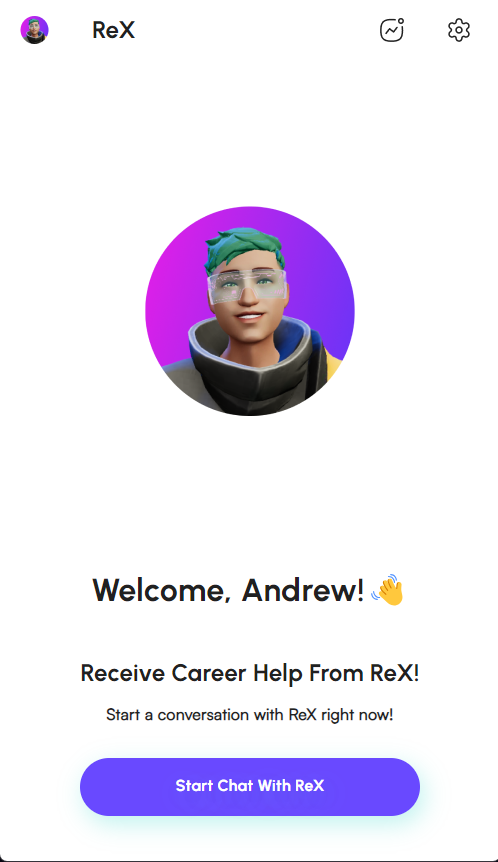 ReX
Welcome, Andrew! 👋
Receive Career Help From ReX!
Start a conversation with ReX right now!
Start Chat With ReX